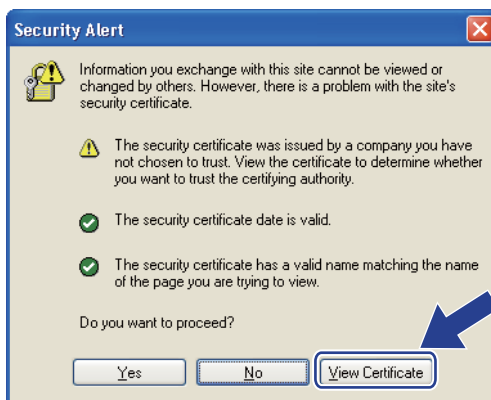 Security Alert
Information you exchange with this site cannot be viewed or
changed by others. However, there is a problem with the site's
security certificate.
The security certificate was issued by a company you have
not chosen to trust. View the certificate to determine whether
you want to trust the certifying authority.
The security certificate date is valid.
The security certificate has a valid name matching the name
of the page you are trying to view.
Do you want to proceed?
Yes No View Certificate